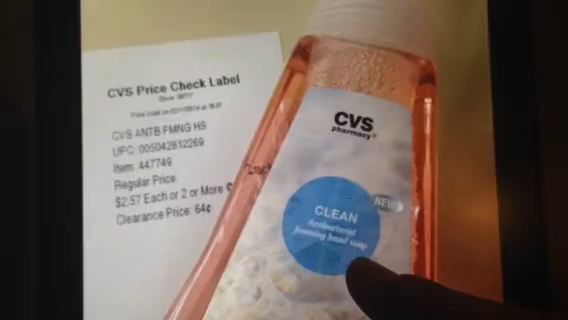 CVS Price Check Label
CVS ANTB FMNG HS
UPC: 005042812269
Item: 447749
Regular Price:
$2.57 Each or 2 or More
Clearance Price: 64¢
CVS
pharmacy
NEW
CLEAN
Antibacterial
foaming hand soap